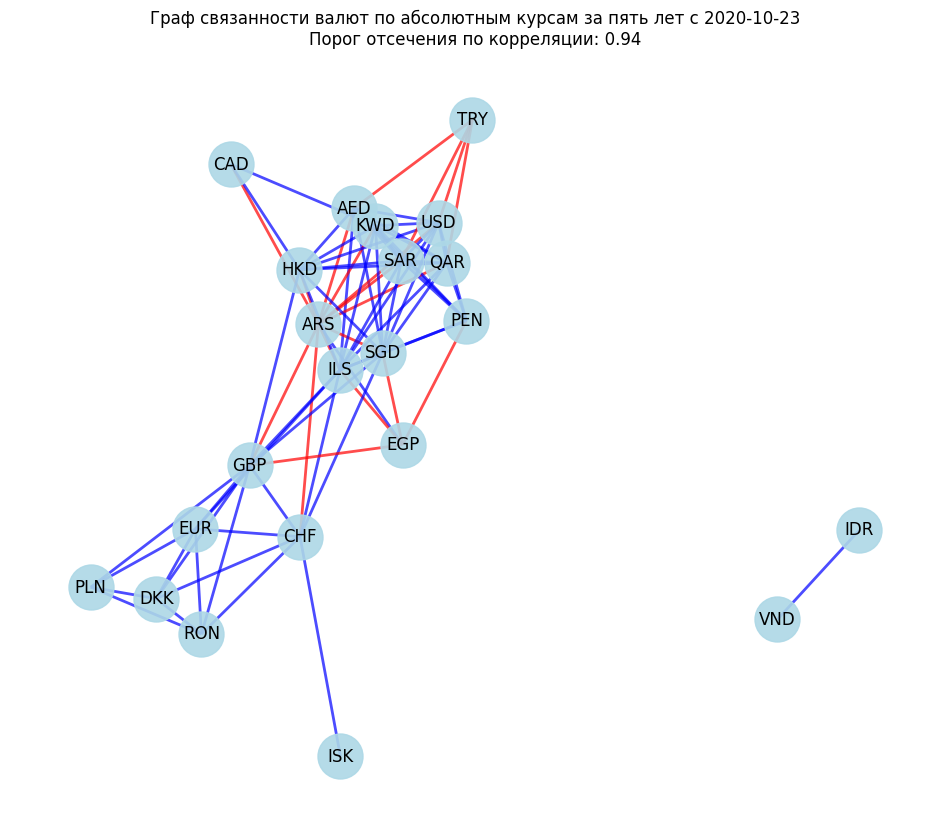 Граф связанности валют по абсолютным курсам за пять лет с 2020-10-23
Порог отсечения по корреляции: 0.94
TRY
CAD
AED
KWD
USD
SAR
QAR
HKD
ARS
PEN
SGD
ILS
EGP
GBP
EUR
CHF
IDR
PLN
DKK
VND
RON
ISK